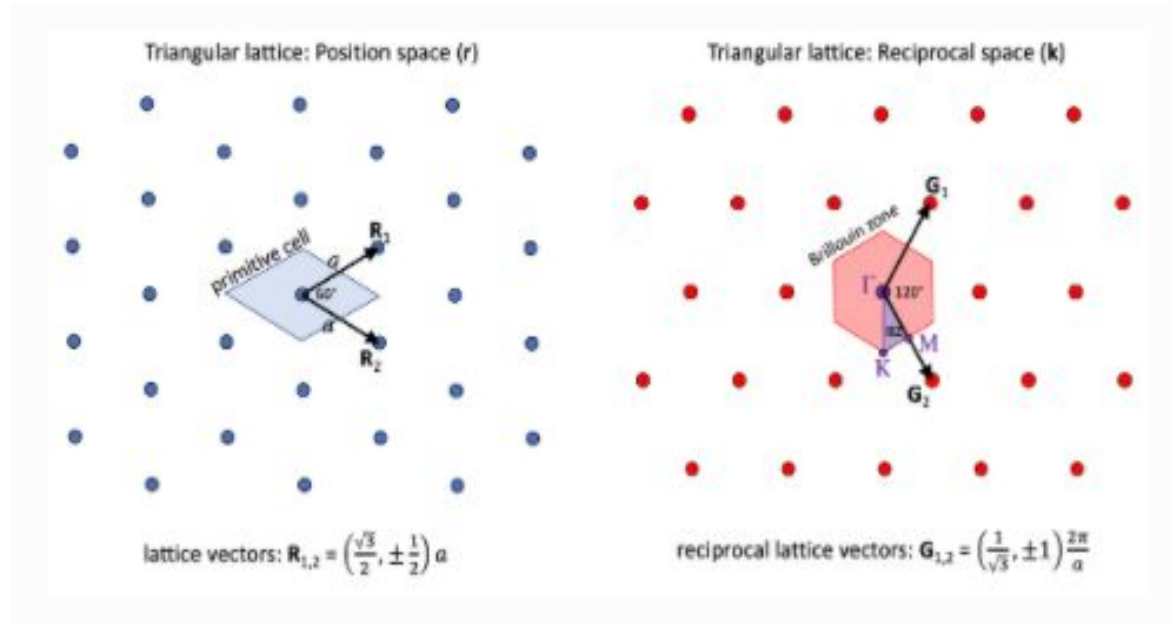 Triangular lattice: Position space (r)
primitive cell
R1
a
60°
a
R2
lattice vectors: R1,2 = (√3/2, ±1/2) a
Triangular lattice: Reciprocal space (k)
G1
Brillouin zone
Γ
120°
IBZ
M
K
G2
reciprocal lattice vectors: G1,2 = (1/√3, ±1) 2π/a